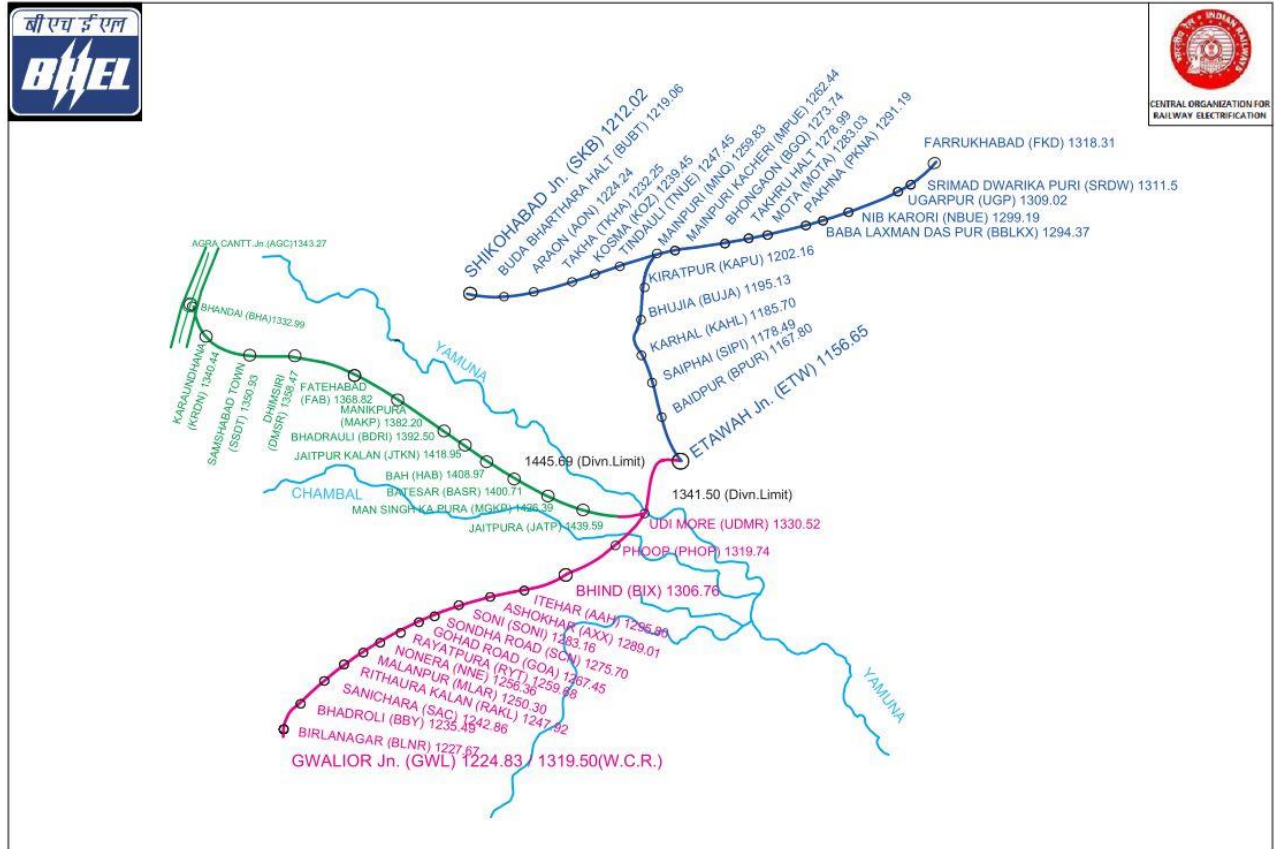 बी एच ई एल
BHEL
INDIAN RAILWAYS
भारतीय रेल
CENTRAL ORGANIZATION FOR
RAILWAY ELECTRIFICATION
SHIKOHABAD Jn. (SKB) 1212.02
BUDA BHARTHARA HALT (BUBT) 1219.06
ARAON (AON) 1224.24
TAKHA (TKHA) 1232.25
KOSMA (KOZ) 1239.45
TINDAULI (TNUE) 1247.45
MAINPURI (MNQ) 1259.83
MAINPURI KACHERI (MPUE) 1262.44
BHONGAON (BGQ) 1273.74
TAKHRU HALT 1278.99
MOTA (MOTA) 1283.03
PAKHNA (PKNA) 1291.19
FARRUKHABAD (FKD) 1318.31
SRIMAD DWARIKA PURI (SRDW) 1311.5
UGARPUR (UGP) 1309.02
NIB KARORI (NBUE) 1299.19
BABA LAXMAN DAS PUR (BBLKX) 1294.37
KIRATPUR (KAPU) 1202.16
BHUJIA (BUJA) 1195.13
KARHAL (KAHL) 1185.70
SAIPHAI (SIPI) 1178.49
BAIDPUR (BPUR) 1167.80
ETAWAH Jn. (ETW) 1156.65
AGRA CANTT.Jn.(AGC)1343.27
BHANDAI (BHA)1332.99
KARAUNDHANA
(KRDN) 1340.44
SAMSHABAD TOWN
(SSDT) 1350.93
DHIMSIRI
(DMSR) 1358.47
FATEHABAD
(FAB) 1368.82
MANIKPURA
(MAKP) 1382.20
BHADRAULI (BDRI) 1392.50
JAITPUR KALAN (JTKN) 1418.95
BAH (HAB) 1408.97
BATESAR (BASR) 1400.71
MAN SINGH KA PURA (MGKP) 1426.39
JAITPURA (JATP) 1439.59
YAMUNA
CHAMBAL
1445.69 (Divn.Limit)
1341.50 (Divn.Limit)
UDI MORE (UDMR) 1330.52
PHOOP (PHOP) 1319.74
BHIND (BIX) 1306.76
ITEHAR (AAH) 1295.80
ASHOKHAR (AXX) 1289.01
SONI (SONI) 1283.16
SONDHA ROAD (SCN) 1275.70
GOHAD ROAD (GOA) 1267.45
RAYATPURA (RYT) 1259.68
NONERA (NNE) 1256.36
MALANPUR (MLAR) 1250.30
RITHAURA KALAN (RAKL) 1247.92
SANICHARA (SAC) 1242.86
BHADROLI (BBY) 1235.49
BIRLANAGAR (BLNR) 1227.67
GWALIOR Jn. (GWL) 1224.83 / 1319.50(W.C.R.)
YAMUNA